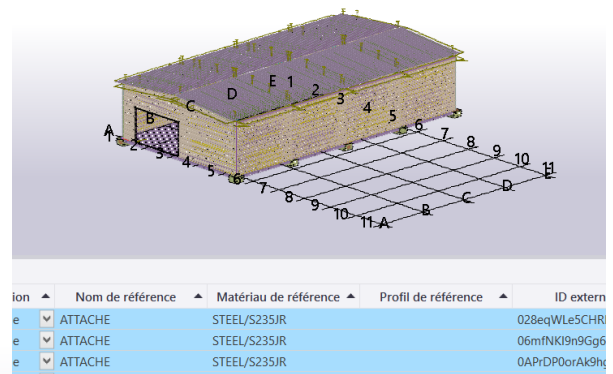 E 1
D 2
C 3
B 4
A 5
1 6
2 7
3 8
4 9
5 10
6 11
7 E
8 D
9 C
10 B
11 A
ion Nom de référence Matériau de référence Profil de référence ID extern
e ATTACHE STEEL/S235JR 028eqWLe5CHR
e ATTACHE STEEL/S235JR 06mfNKI9n9Gg6
e ATTACHE STEEL/S235JR 0APrDP0orAk9hg